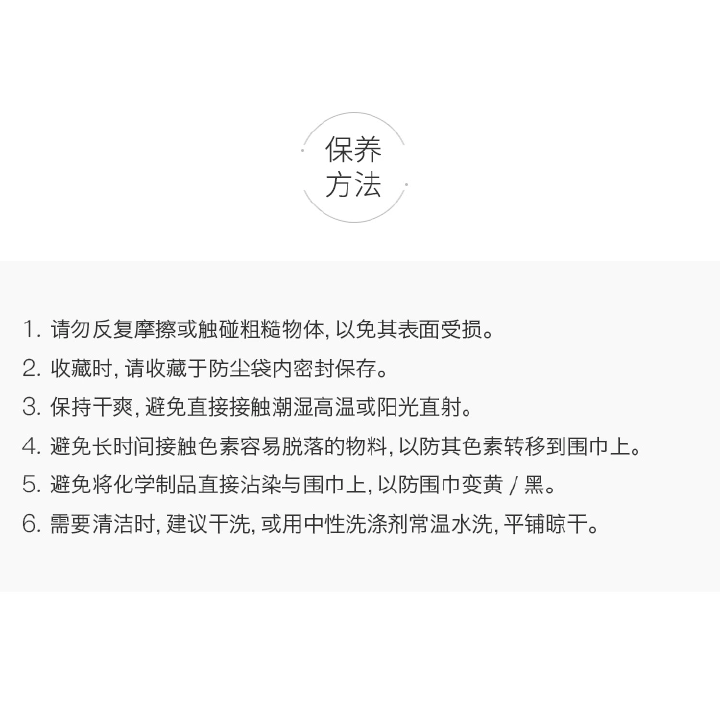 保养
方法
1. 请勿反复摩擦或触碰粗糙物体, 以免其表面受损。
2. 收藏时, 请收藏于防尘袋内密封保存。
3. 保持干爽, 避免直接接触潮湿高温或阳光直射。
4. 避免长时间接触色素容易脱落的物料, 以防其色素转移到围巾上。
5. 避免将化学制品直接沾染与围巾上, 以防围巾变黄 / 黑。
6. 需要清洁时, 建议干洗, 或用中性洗涤剂常温水洗, 平铺晾干。